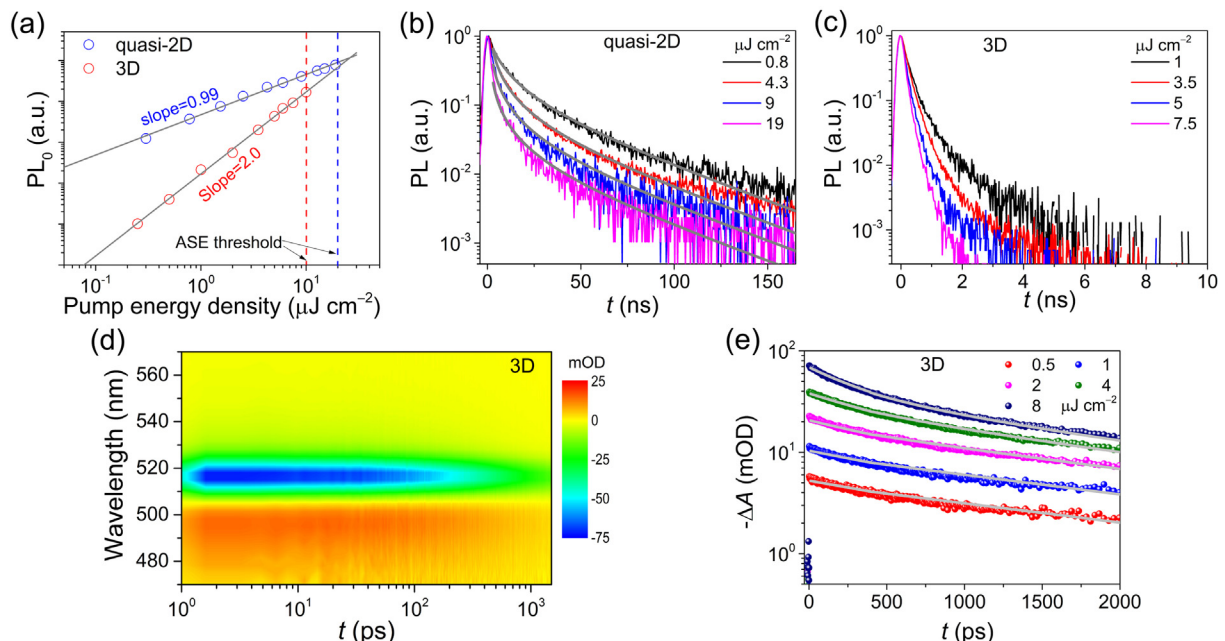 (a)
quasi-2D
3D
slope=0.99
Slope=2.0
ASE threshold
PL₀ (a.u.)
10⁻¹ 10⁰ 10¹
Pump energy density (μJ cm⁻²)
(b)
quasi-2D
μJ cm⁻²
0.8
4.3
9
19
PL (a.u.)
10⁰
10⁻¹
10⁻²
10⁻³
0 50 100 150
t (ns)
(c)
3D
μJ cm⁻²
1
3.5
5
7.5
PL (a.u.)
10⁰
10⁻¹
10⁻²
10⁻³
0 2 4 6 8 10
t (ns)
(d)
3D
mOD
25
0
-25
-50
-75
Wavelength (nm)
560
540
520
500
480
10⁰ 10¹ 10² 10³
t (ps)
(e)
3D
0.5 1
2 4
8 μJ cm⁻²
-ΔA (mOD)
10²
10¹
10⁰
0 500 1000 1500 2000
t (ps)